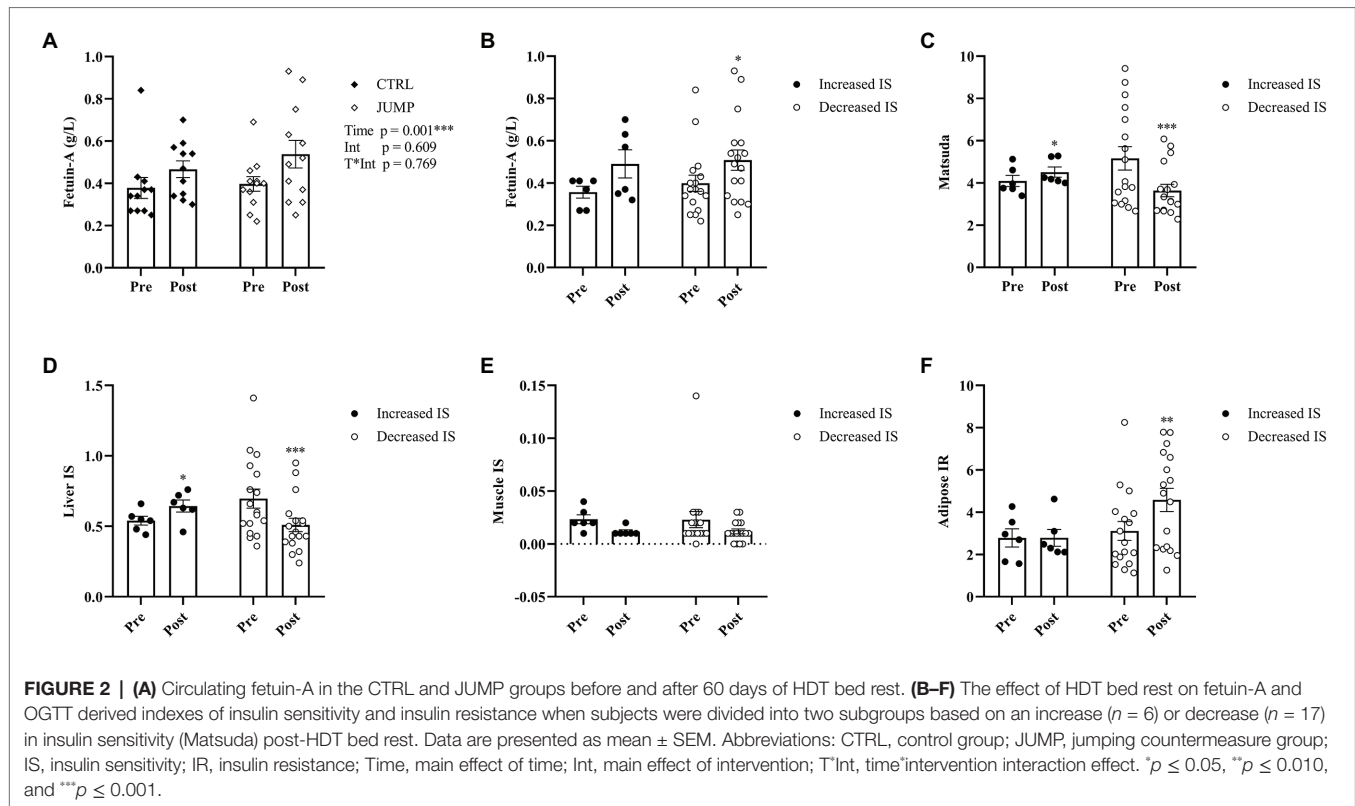 A
B
C
1.0
0.8
0.6
0.4
0.2
0.0
Fetuin-A (g/L)
Pre
Post
Pre
Post
CTRL
JUMP
Time p = 0.001***
Int p = 0.609
T*Int p = 0.769
1.0
0.8
0.6
0.4
0.2
0.0
Fetuin-A (g/L)
*
Pre
Post
Pre
Post
Increased IS
Decreased IS
10
8
6
4
2
0
Matsuda
*
***
Pre
Post
Pre
Post
Increased IS
Decreased IS
D
E
F
1.5
1.0
0.5
0.0
Liver IS
*
***
Pre
Post
Pre
Post
Increased IS
Decreased IS
0.15
0.10
0.05
0.00
-0.05
Muscle IS
Pre
Post
Pre
Post
Increased IS
Decreased IS
10
8
6
4
2
0
Adipose IR
**
Pre
Post
Pre
Post
Increased IS
Decreased IS
FIGURE 2 | (A) Circulating fetuin-A in the CTRL and JUMP groups before and after 60 days of HDT bed rest. (B–F) The effect of HDT bed rest on fetuin-A and
OGTT derived indexes of insulin sensitivity and insulin resistance when subjects were divided into two subgroups based on an increase (n = 6) or decrease (n = 17)
in insulin sensitivity (Matsuda) post-HDT bed rest. Data are presented as mean ± SEM. Abbreviations: CTRL, control group; JUMP, jumping countermeasure group;
IS, insulin sensitivity; IR, insulin resistance; Time, main effect of time; Int, main effect of intervention; T*Int, time*intervention interaction effect. *p ≤ 0.05, **p ≤ 0.010,
and ***p ≤ 0.001.